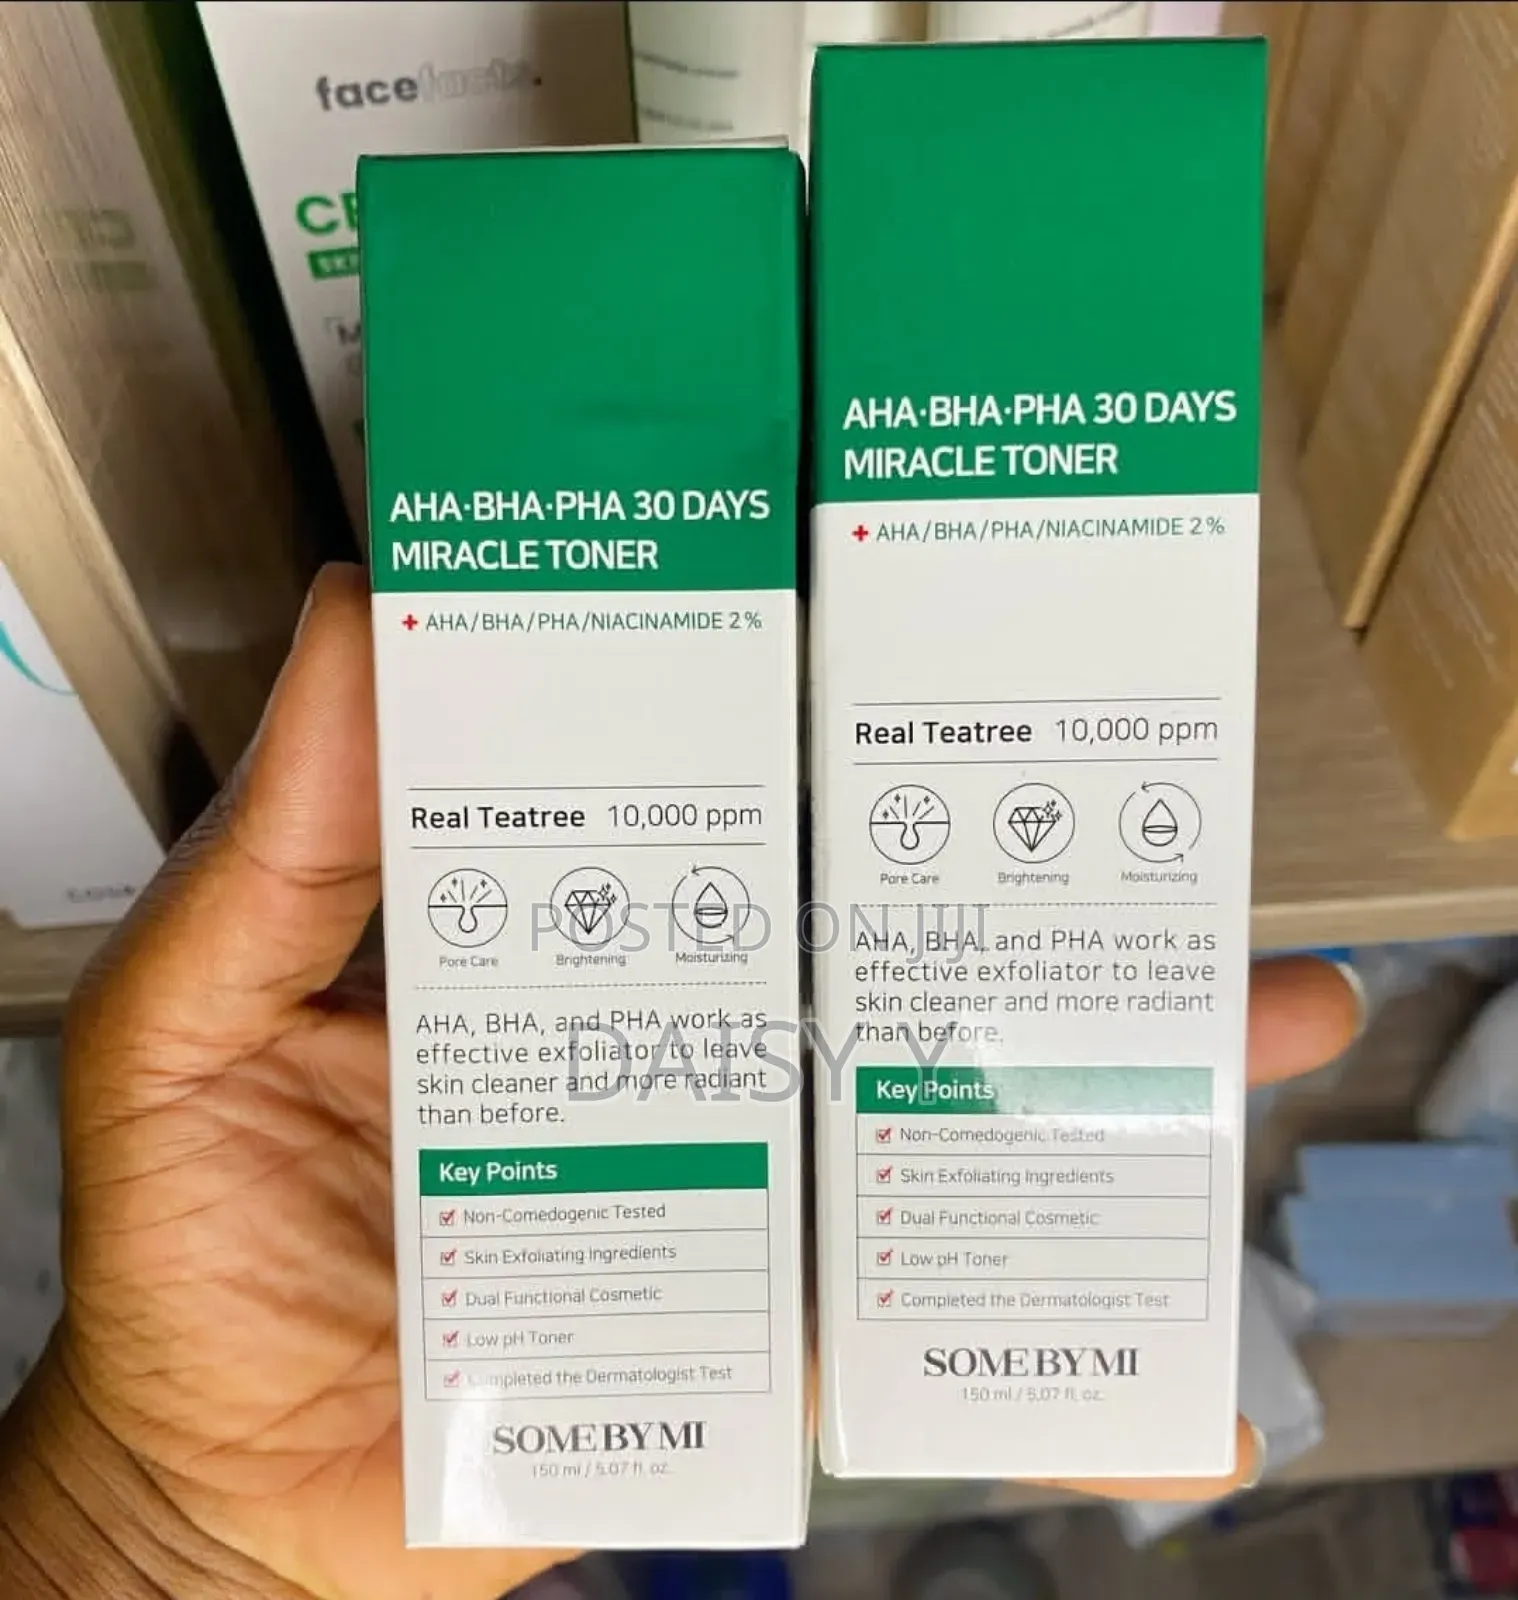 facefacts.
AHA·BHA·PHA 30 DAYS
MIRACLE TONER
+ AHA/BHA/PHA/NIACINAMIDE 2%
Real Teatree 10,000 ppm
Pore Care Brightening Moisturizing
AHA, BHA, and PHA work as
effective exfoliator to leave
skin cleaner and more radiant
than before.
Key Points
Non-Comedogenic Tested
Skin Exfoliating Ingredients
Dual Functional Cosmetic
Low pH Toner
Completed the Dermatologist Test
SOME BY MI
150 ml / 5.07 fl. oz.
AHA·BHA·PHA 30 DAYS
MIRACLE TONER
+ AHA/BHA/PHA/NIACINAMIDE 2%
Real Teatree 10,000 ppm
Pore Care Brightening Moisturizing
AHA, BHA, and PHA work as
effective exfoliator to leave
skin cleaner and more radiant
than before.
Key Points
Non-Comedogenic Tested
Skin Exfoliating Ingredients
Dual Functional Cosmetic
Low pH Toner
Completed the Dermatologist Test
SOME BY MI
150 ml / 5.07 fl. oz.
POSTED ON JIJI
DAISY Y